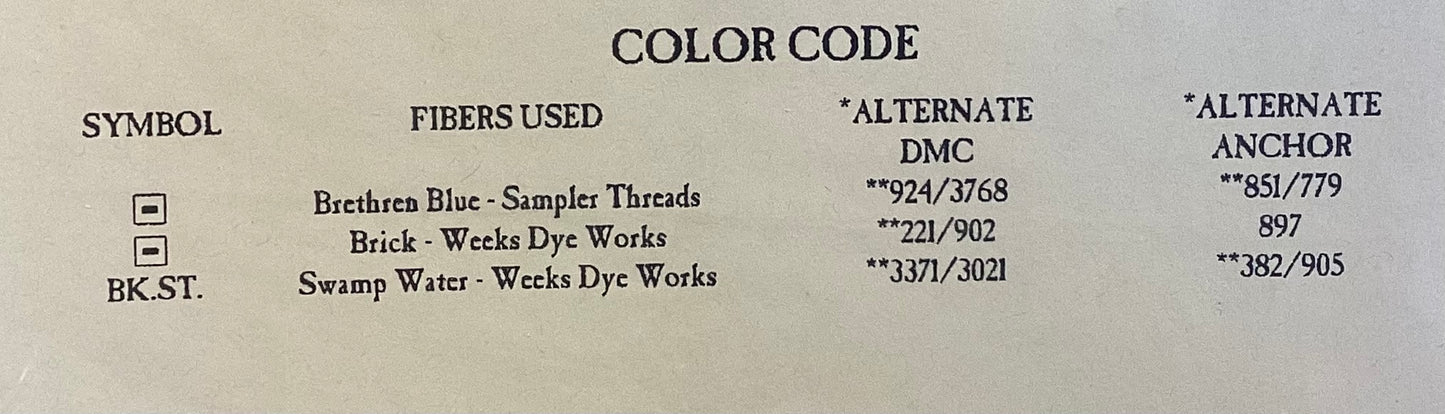 COLOR CODE
SYMBOL FIBERS USED *ALTERNATE DMC *ALTERNATE ANCHOR
Brethren Blue - Sampler Threads **924/3768 **851/779
Brick - Weeks Dye Works **221/902 897
BK.ST. Swamp Water - Weeks Dye Works **3371/3021 **382/905